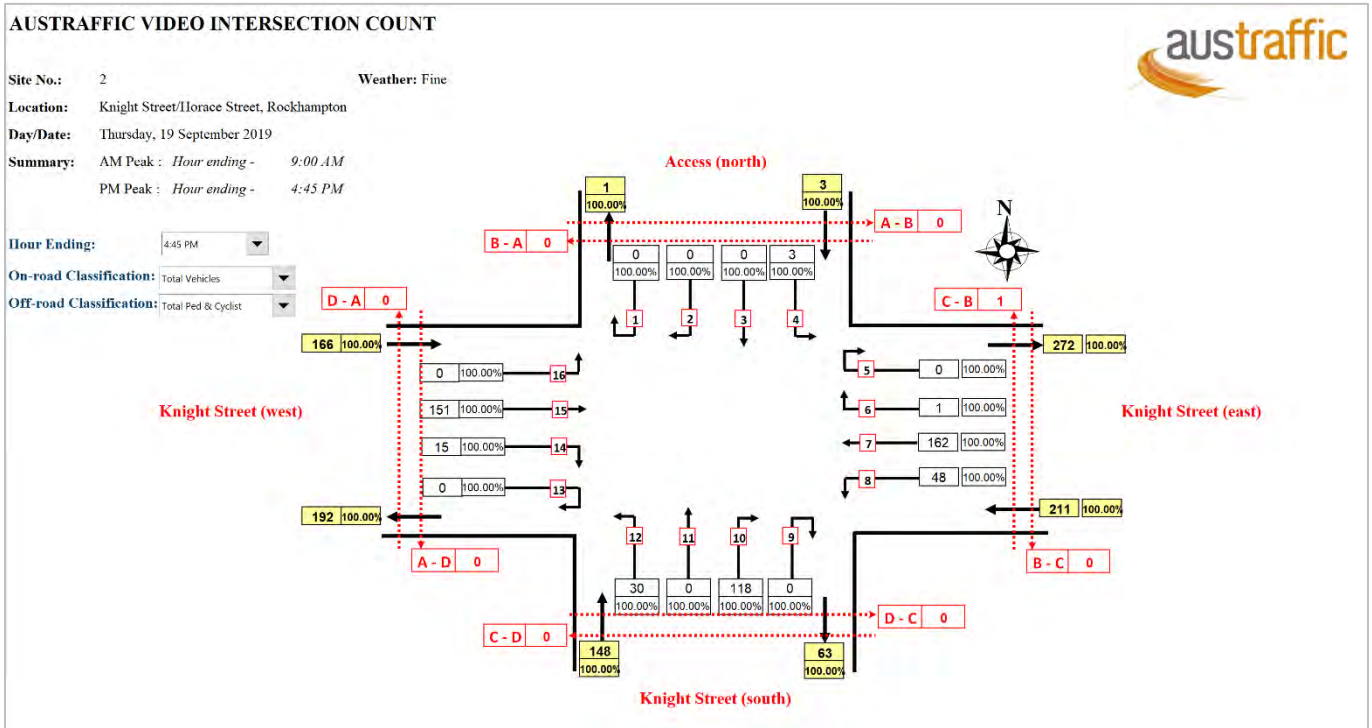 AUSTRAFFIC VIDEO INTERSECTION COUNT
austraffic
Site No.: 2 Weather: Fine
Location: Knight Street/Horace Street, Rockhampton
Day/Date: Thursday, 19 September 2019
Summary: AM Peak : Hour ending - 9:00 AM
PM Peak : Hour ending - 4:45 PM
Hour Ending: 4:45 PM
On-road Classification: Total Vehicles
Off-road Classification: Total Ped & Cyclist
Access (north)
1 3
100.00% 100.00%
A - B 0
B - A 0
N
0 0 0 3
100.00% 100.00% 100.00% 100.00%
D - A 0
C - B 1
1 2 3 4
166 100.00%
272 100.00%
0 100.00% 16
5 0 100.00%
Knight Street (west)
151 100.00% 15
6 1 100.00%
Knight Street (east)
15 100.00% 14
7 162 100.00%
0 100.00% 13
8 48 100.00%
192 100.00%
211 100.00%
12 11 10 9
A - D 0
B - C 0
30 0 118 0
100.00% 100.00% 100.00% 100.00%
D - C 0
C - D 0
148 63
100.00% 100.00%
Knight Street (south)